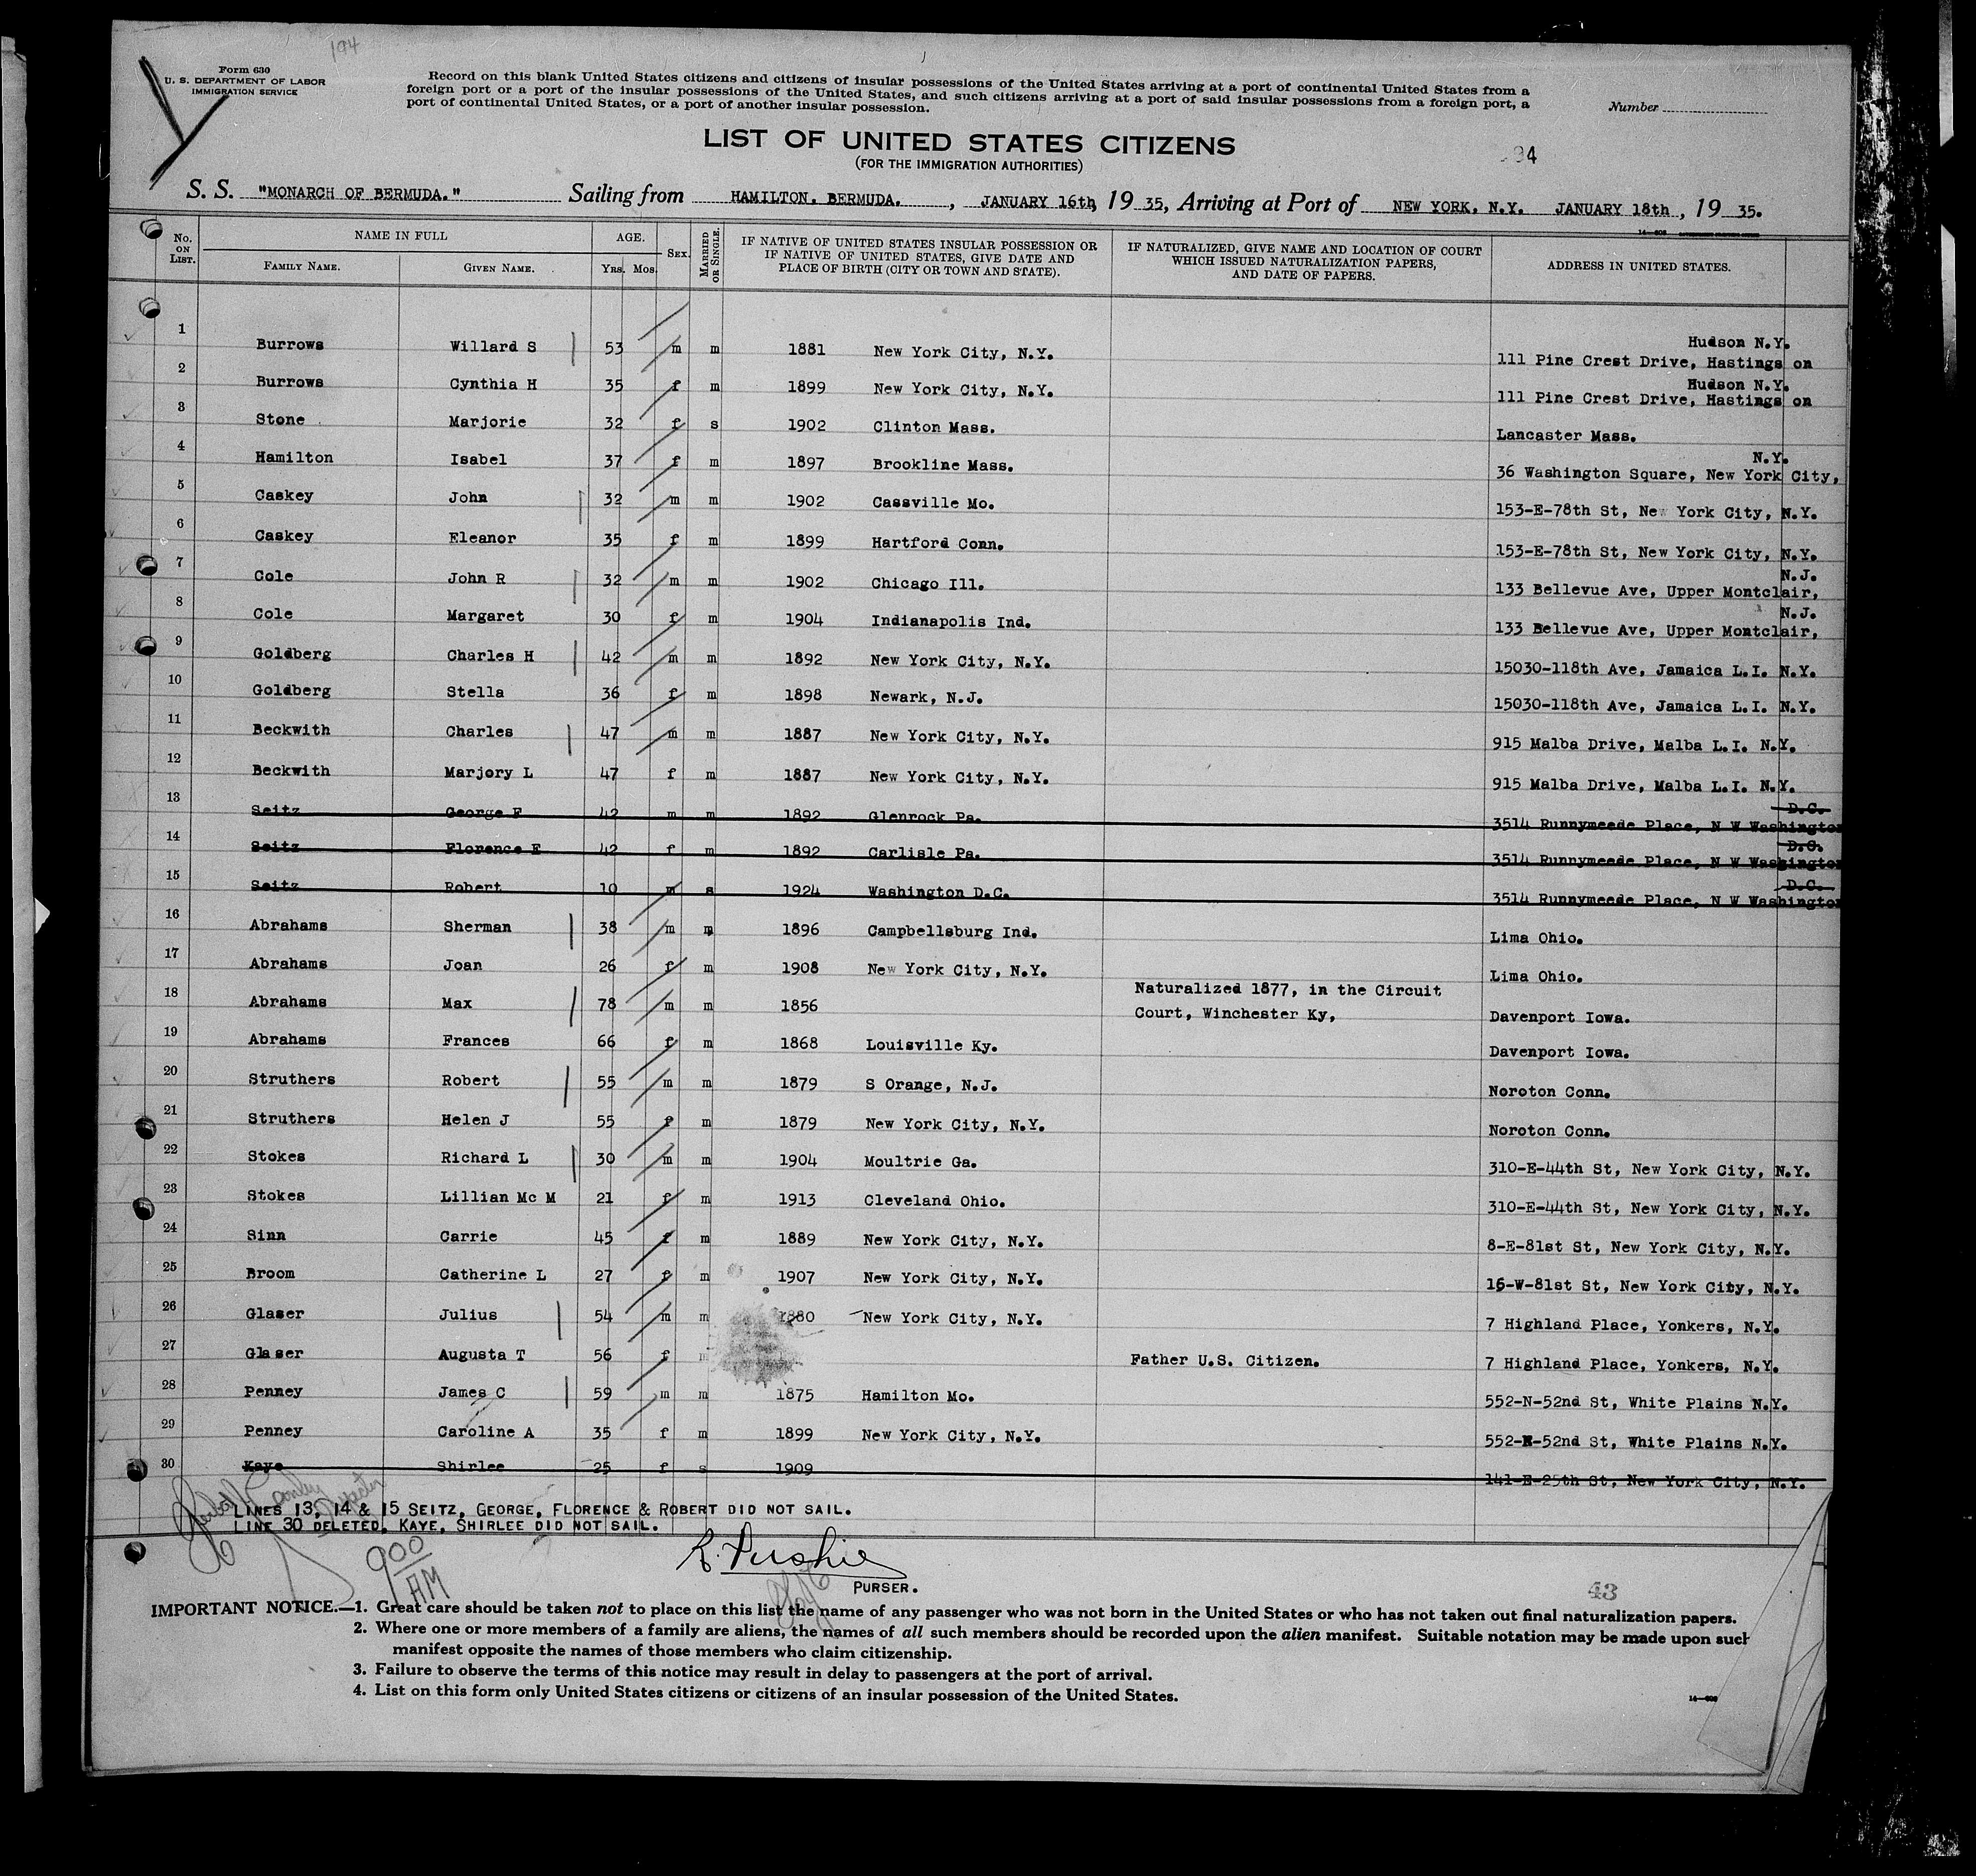 194
Form 630
U. S. DEPARTMENT OF LABOR
IMMIGRATION SERVICE
Record on this blank United States citizens and citizens of insular possessions of the United States arriving at a port of continental United States from a
foreign port or a port of the insular possessions of the United States, and such citizens arriving at a port of said insular possessions from a foreign port, a
port of continental United States, or a port of another insular possession.
Number
LIST OF UNITED STATES CITIZENS
(FOR THE IMMIGRATION AUTHORITIES)
94
S. S. "MONARCH OF BERMUDA." Sailing from HAMILTON. BERMUDA. , JANUARY 16th, 19 35, Arriving at Port of NEW YORK, N.Y. JANUARY 18th , 19 35.
No. ON LIST. NAME IN FULL FAMILY NAME. GIVEN NAME. AGE. Yrs. Mos. Sex. MARRIED OR SINGLE. IF NATIVE OF UNITED STATES INSULAR POSSESSION OR IF NATIVE OF UNITED STATES, GIVE DATE AND PLACE OF BIRTH (CITY OR TOWN AND STATE). IF NATURALIZED, GIVE NAME AND LOCATION OF COURT WHICH ISSUED NATURALIZATION PAPERS, AND DATE OF PAPERS. ADDRESS IN UNITED STATES.
1 Burrows Willard S 53 m m 1881 New York City, N.Y. 111 Pine Crest Drive, Hastings on Hudson N.Y.
2 Burrows Cynthia H 35 f m 1899 New York City, N.Y. 111 Pine Crest Drive, Hastings on Hudson N.Y.
3 Stone Marjorie 32 f s 1902 Clinton Mass. Lancaster Mass.
4 Hamilton Isabel 37 f m 1897 Brookline Mass. 36 Washington Square, New York City, N.Y.
5 Caskey John 32 m m 1902 Cassville Mo. 153-E-78th St, New York City, N.Y.
6 Caskey Eleanor 35 f m 1899 Hartford Conn. 153-E-78th St, New York City, N.Y.
7 Cole John R 32 m m 1902 Chicago Ill. 133 Bellevue Ave, Upper Montclair, N.J.
8 Cole Margaret 30 f m 1904 Indianapolis Ind. 133 Bellevue Ave, Upper Montclair, N.J.
9 Goldberg Charles H 42 m m 1892 New York City, N.Y. 15030-118th Ave, Jamaica L.I. N.Y.
10 Goldberg Stella 36 f m 1898 Newark, N.J. 15030-118th Ave, Jamaica L.I. N.Y.
11 Beckwith Charles 47 m m 1887 New York City, N.Y. 915 Malba Drive, Malba L.I. N.Y.
12 Beckwith Marjory L 47 f m 1887 New York City, N.Y. 915 Malba Drive, Malba L.I. N.Y.
13 Seitz George F 42 m m 1892 Glenrock Pa. 3514 Runnymeede Place, N W Washington D.C.
14 Seitz Florence E 42 f m 1892 Carlisle Pa. 3514 Runnymeede Place, N W Washington D.C.
15 Seitz Robert 10 m s 1924 Washington D.C. 3514 Runnymeede Place, N W Washington D.C.
16 Abrahams Sherman 38 m m 1896 Campbellsburg Ind. Lima Ohio.
17 Abrahams Joan 26 f m 1908 New York City, N.Y. Lima Ohio.
18 Abrahams Max 78 m m 1856 Naturalized 1877, in the Circuit Court, Winchester Ky, Davenport Iowa.
19 Abrahams Frances 66 f m 1868 Louisville Ky. Davenport Iowa.
20 Struthers Robert 55 m m 1879 S Orange, N.J. Noroton Conn.
21 Struthers Helen J 55 f m 1879 New York City, N.Y. Noroton Conn.
22 Stokes Richard L 30 m m 1904 Moultrie Ga. 310-E-44th St, New York City, N.Y.
23 Stokes Lillian Mc M 21 f m 1913 Cleveland Ohio. 310-E-44th St, New York City, N.Y.
24 Sinn Carrie 45 f m 1889 New York City, N.Y. 8-E-81st St, New York City, N.Y.
25 Broom Catherine L 27 f m 1907 New York City, N.Y. 16-W-81st St, New York City, N.Y.
26 Glaser Julius 54 m m 1880 New York City, N.Y. 7 Highland Place, Yonkers, N.Y.
27 Glaser Augusta T 56 f Father U.S. Citizen. 7 Highland Place, Yonkers, N.Y.
28 Penney James C 59 m m 1875 Hamilton Mo. 552-N-52nd St, White Plains N.Y.
29 Penney Caroline A 35 f m 1899 New York City, N.Y. 552-N-52nd St, White Plains N.Y.
30 Kaye Shirlee 25 f s 1909 141-E-25th St, New York City, N.Y.
LINES 13, 14 & 15 SEITZ, GEORGE, FLORENCE & ROBERT DID NOT SAIL.
LINE 30 DELETED, KAYE, SHIRLEE DID NOT SAIL.
Inspector
900 AM
PURSER.
43
IMPORTANT NOTICE.—1. Great care should be taken not to place on this list the name of any passenger who was not born in the United States or who has not taken out final naturalization papers.
2. Where one or more members of a family are aliens, the names of all such members should be recorded upon the alien manifest. Suitable notation may be made upon such
manifest opposite the names of those members who claim citizenship.
3. Failure to observe the terms of this notice may result in delay to passengers at the port of arrival.
4. List on this form only United States citizens or citizens of an insular possession of the United States.